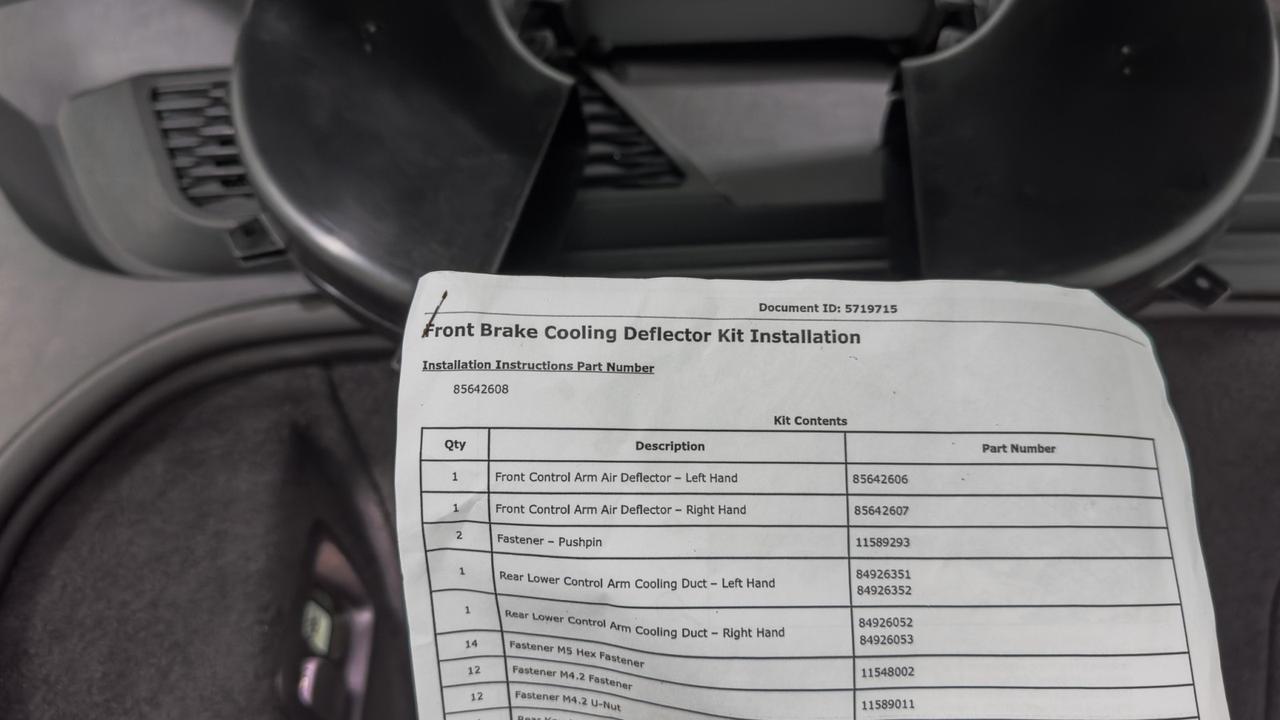 Document ID: 5719715
Front Brake Cooling Deflector Kit Installation
Installation Instructions Part Number
85642608
Kit Contents
Qty Description Part Number
1 Front Control Arm Air Deflector – Left Hand 85642606
1 Front Control Arm Air Deflector – Right Hand 85642607
2 Fastener – Pushpin 11589293
1 Rear Lower Control Arm Cooling Duct – Left Hand 84926351
84926352
1 Rear Lower Control Arm Cooling Duct – Right Hand 84926052
84926053
14 Fastener M5 Hex Fastener 11548002
12 Fastener M4.2 Fastener 11589011
12 Fastener M4.2 U-Nut